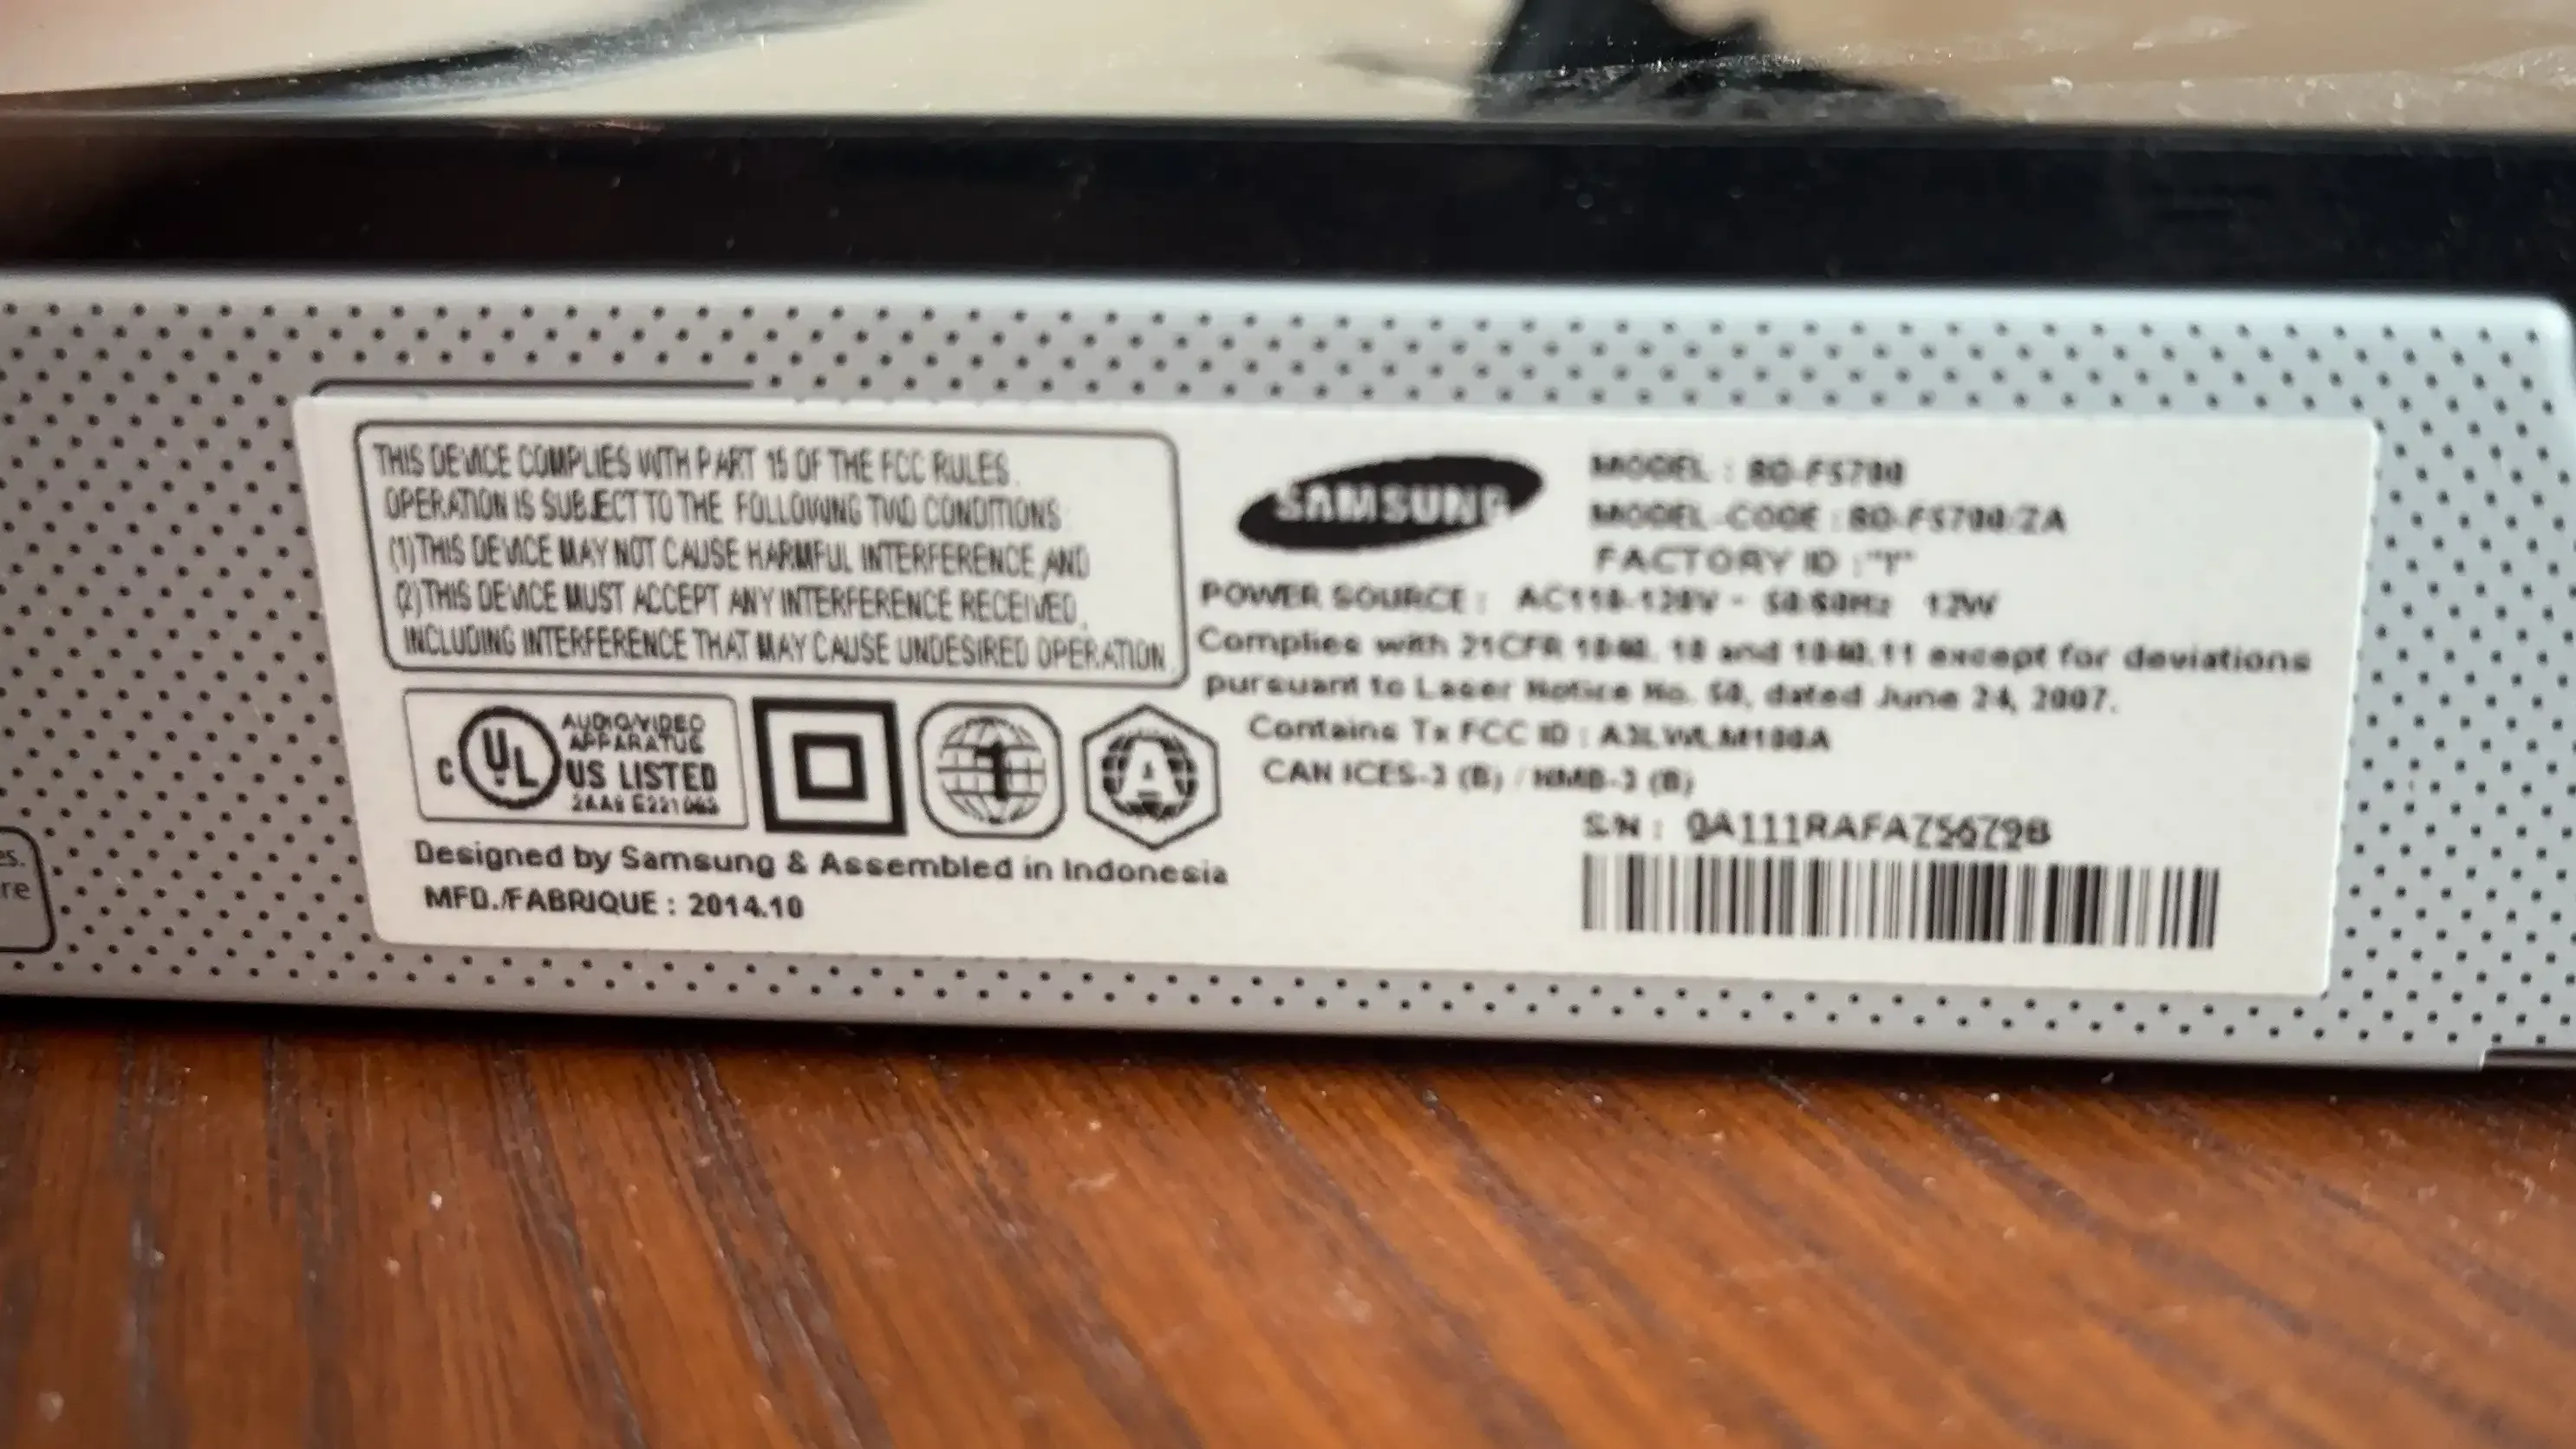 THIS DEVICE COMPLIES WITH PART 15 OF THE FCC RULES.
OPERATION IS SUBJECT TO THE FOLLOWING TWO CONDITIONS:
(1)THIS DEVICE MAY NOT CAUSE HARMFUL INTERFERENCE,AND
(2)THIS DEVICE MUST ACCEPT ANY INTERFERENCE RECEIVED,
INCLUDING INTERFERENCE THAT MAY CAUSE UNDESIRED OPERATION.
C UL
AUDIO/VIDEO
APPARATUS
US LISTED
1
A
Designed by Samsung & Assembled in Indonesia
MFD./FABRIQUE : 2014.10
SAMSUNG
MODEL : BD-F5700
MODEL-CODE : BD-F5700/ZA
FACTORY ID :
POWER SOURCE : AC110-120V ~ 50/60Hz 12W
Complies with 21CFR 1040.10 and 1040.11 except for deviations
pursuant to Laser Notice No. 50, dated June 24, 2007.
Contains Tx FCC ID :
CAN ICES-3 (B) / NMB-3 (B)
S/N :
es.
re